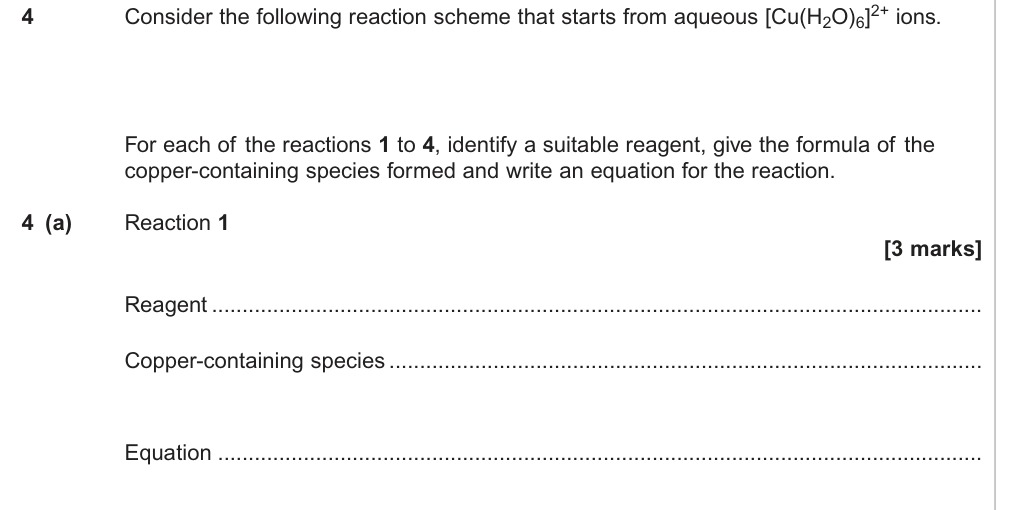 4 Consider the following reaction scheme that starts from aqueous [Cu(H₂O)₆]²⁺ ions.
For each of the reactions 1 to 4, identify a suitable reagent, give the formula of the
copper-containing species formed and write an equation for the reaction.
4 (a) Reaction 1
[3 marks]
Reagent ........................................................................................................................
Copper-containing species ........................................................................................................
Equation ........................................................................................................................